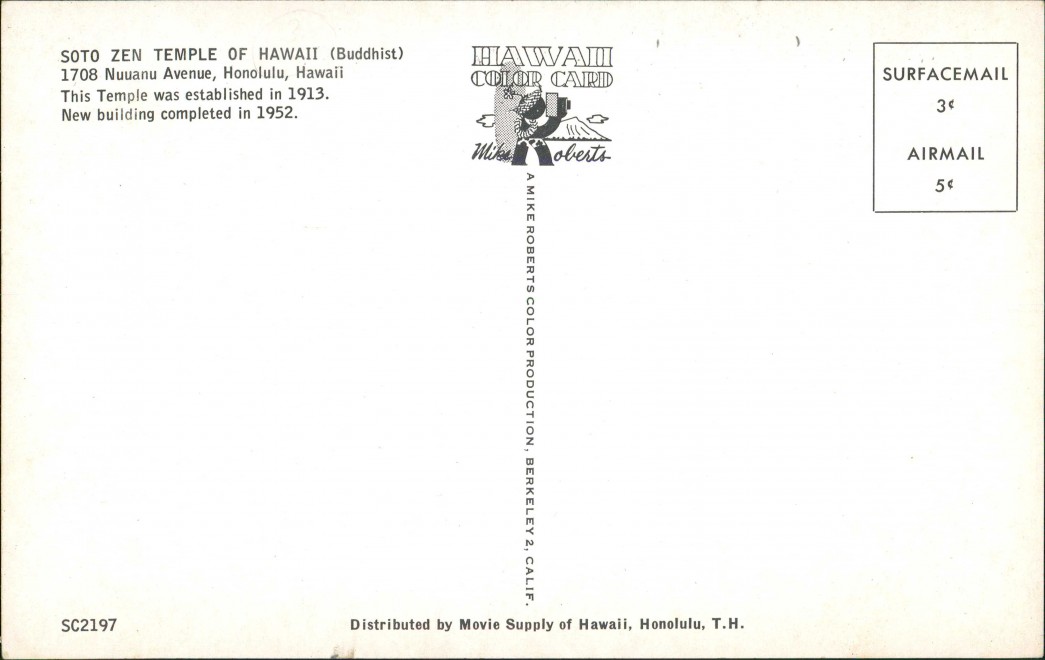 SOTO ZEN TEMPLE OF HAWAII (Buddhist)
1708 Nuuanu Avenue, Honolulu, Hawaii
This Temple was established in 1913.
New building completed in 1952.
HAWAII
COLOR CARD
Mike Roberts
SURFACEMAIL
3¢
AIRMAIL
5¢
A MIKE ROBERTS COLOR PRODUCTION, BERKELEY 2, CALIF.
SC2197
Distributed by Movie Supply of Hawaii, Honolulu, T.H.